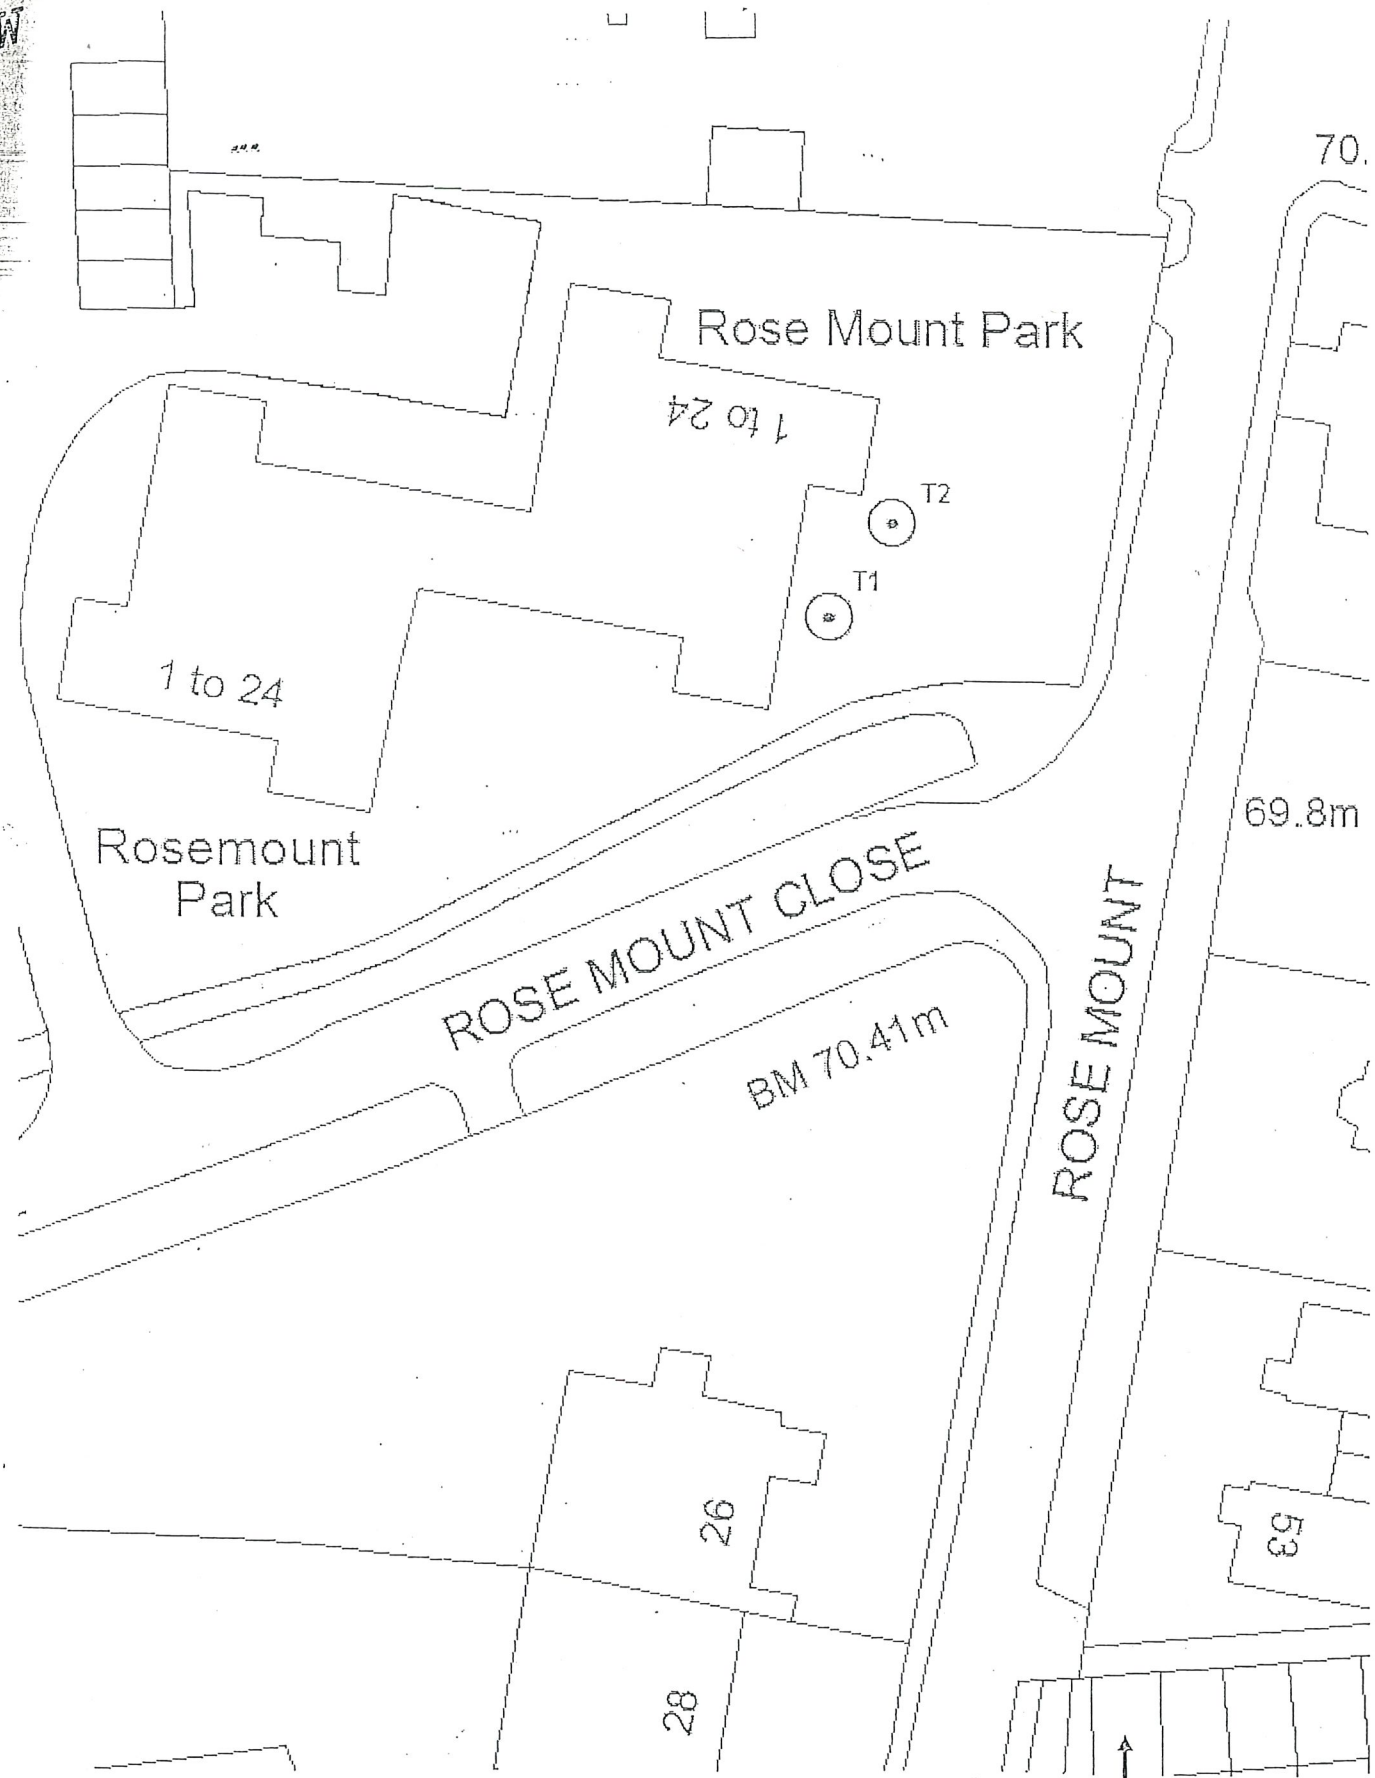 W
70.
Rose Mount Park
1 to 24
T2
T1
1 to 24
69.8m
Rosemount
Park
ROSE MOUNT CLOSE
ROSE MOUNT
BM 70.41m
26
53
28